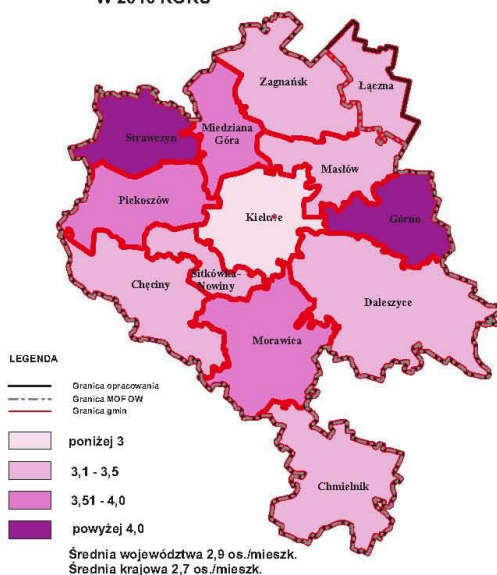 W 2010 ROKU
Zagnańsk
Łączna
Strawczyn
Miedziana
Góra
Masłów
Piekoszów
Kielce
Górno
Sitkówka-
Nowiny
Chęciny
Daleszyce
Morawica
Chmielnik
LEGENDA
Granica opracowania
Granica MOF OW
Granica gmin
poniżej 3
3,1 - 3,5
3,51 - 4,0
powyżej 4,0
Średnia województwa 2,9 os./mieszk.
Średnia krajowa 2,7 os./mieszk.